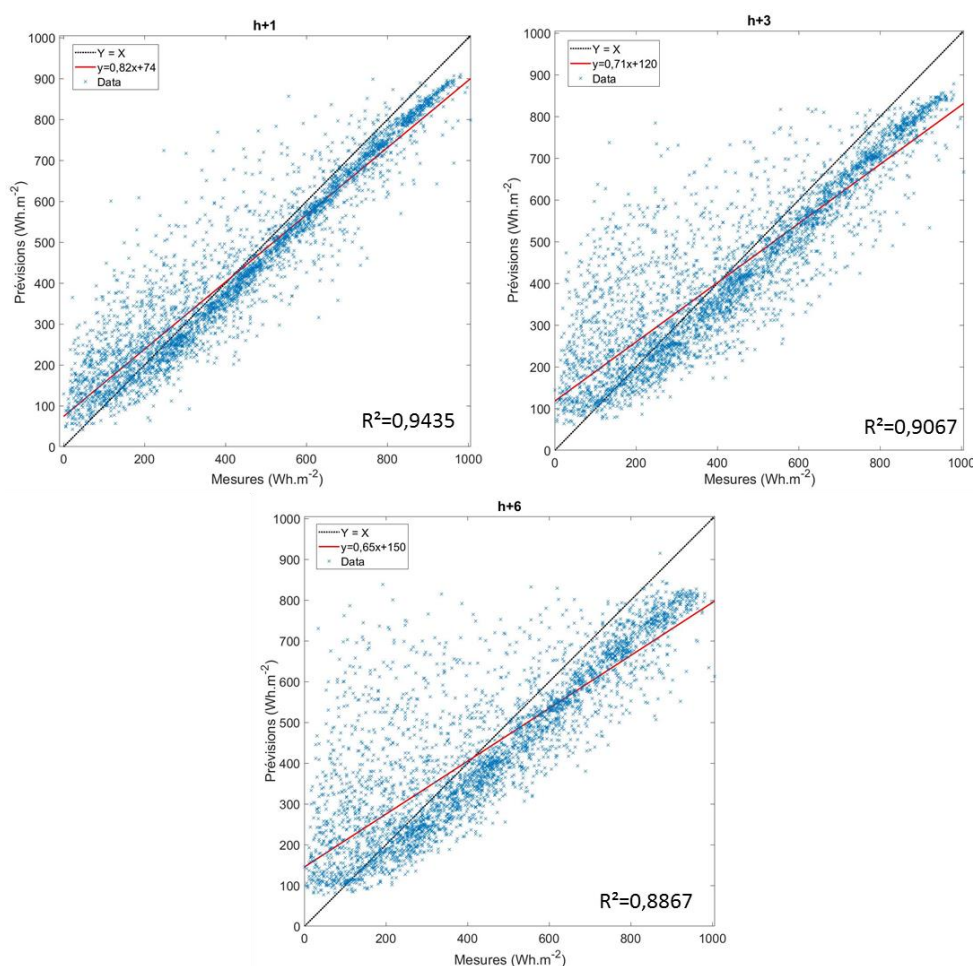 h+1
1000
900
800
700
600
500
400
300
200
100
0
Prévisions (Wh.m-2)
Y = X
y=0,82x+74
Data
R²=0,9435
0 200 400 600 800 1000
Mesures (Wh.m-2)
h+3
1000
900
800
700
600
500
400
300
200
100
0
Prévisions (Wh.m-2)
Y = X
y=0,71x+120
Data
R²=0,9067
0 200 400 600 800 1000
Mesures (Wh.m-2)
h+6
1000
900
800
700
600
500
400
300
200
100
0
Prévisions (Wh.m-2)
Y = X
y=0,65x+150
Data
R²=0,8867
0 200 400 600 800 1000
Mesures (Wh.m-2)